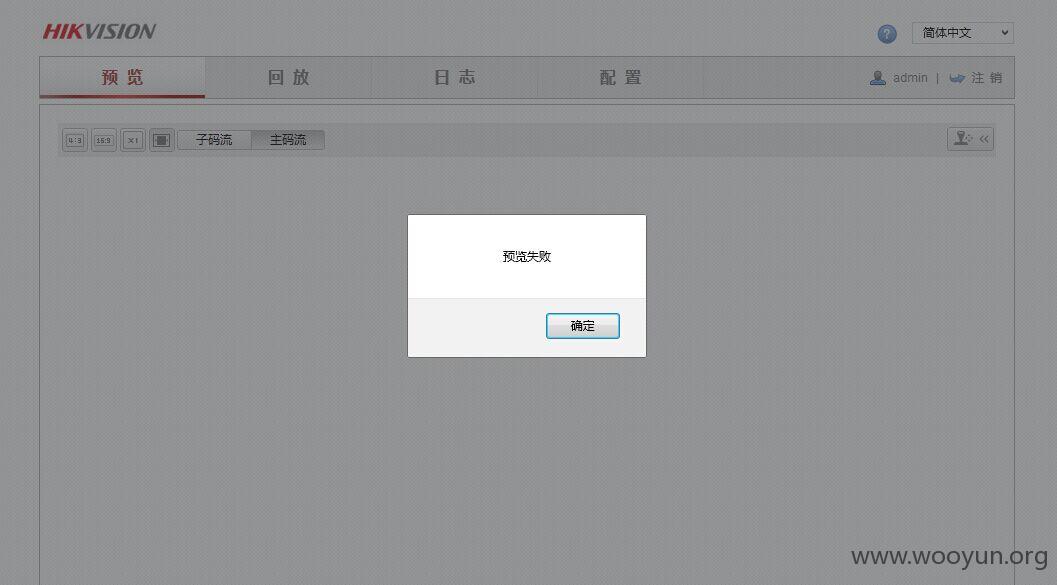 HIKVISION
? 简体中文
预 览 回 放 日 志 配 置 admin | 注 销
4:3 16:9 X1 子码流 主码流 «
预览失败
确定
www.wooyun.org